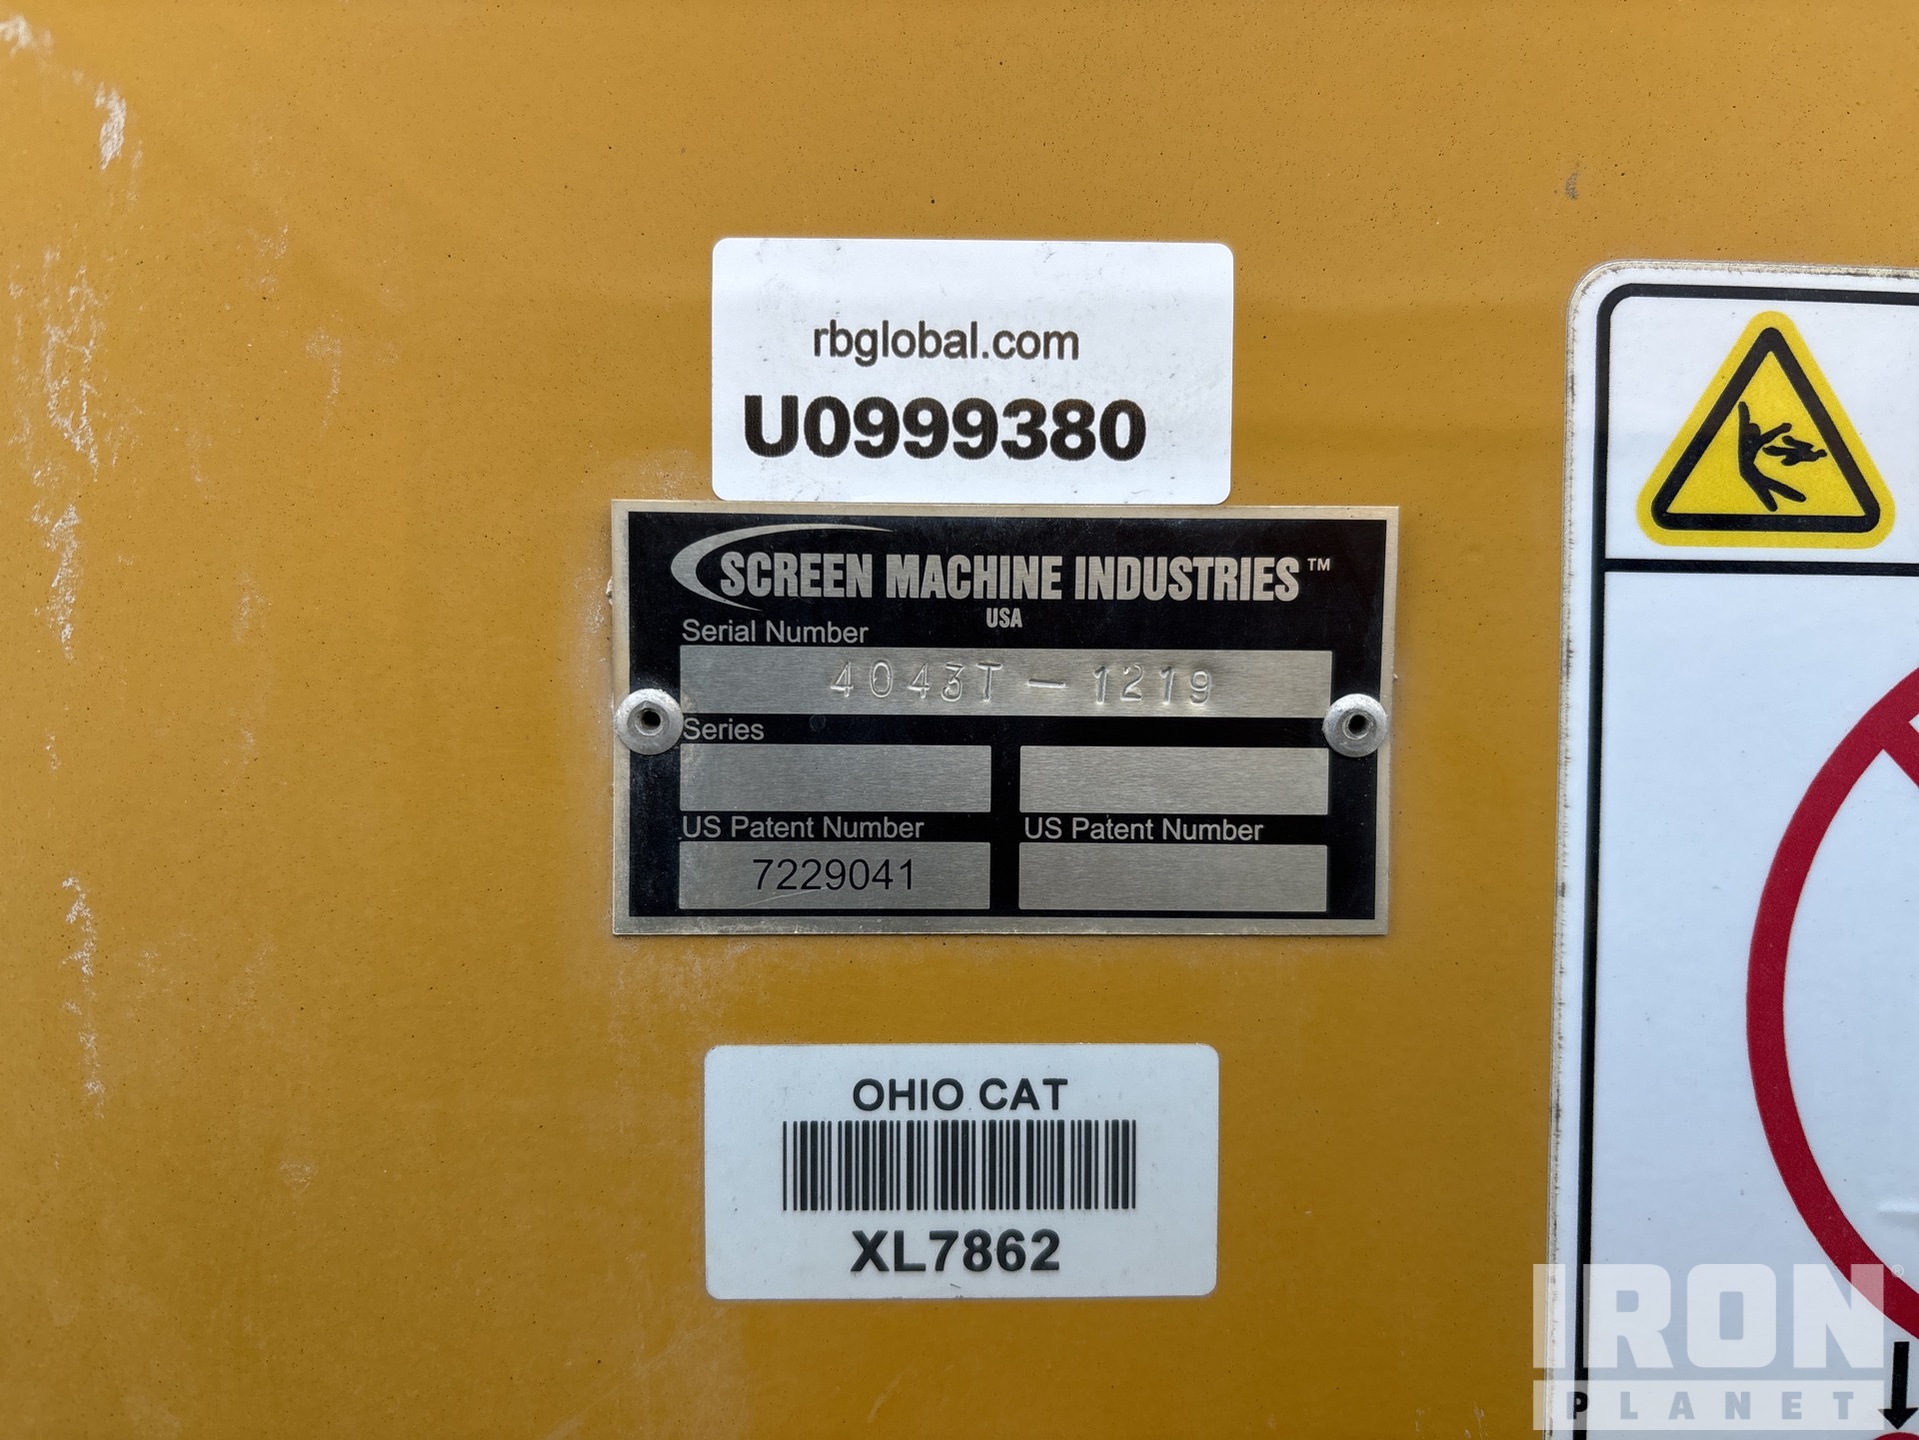 rbglobal.com
U0999380
SCREEN MACHINE INDUSTRIES™
USA
Serial Number
4043T - 1219
Series
US Patent Number US Patent Number
7229041
OHIO CAT
XL7862
IRON®
PLANET